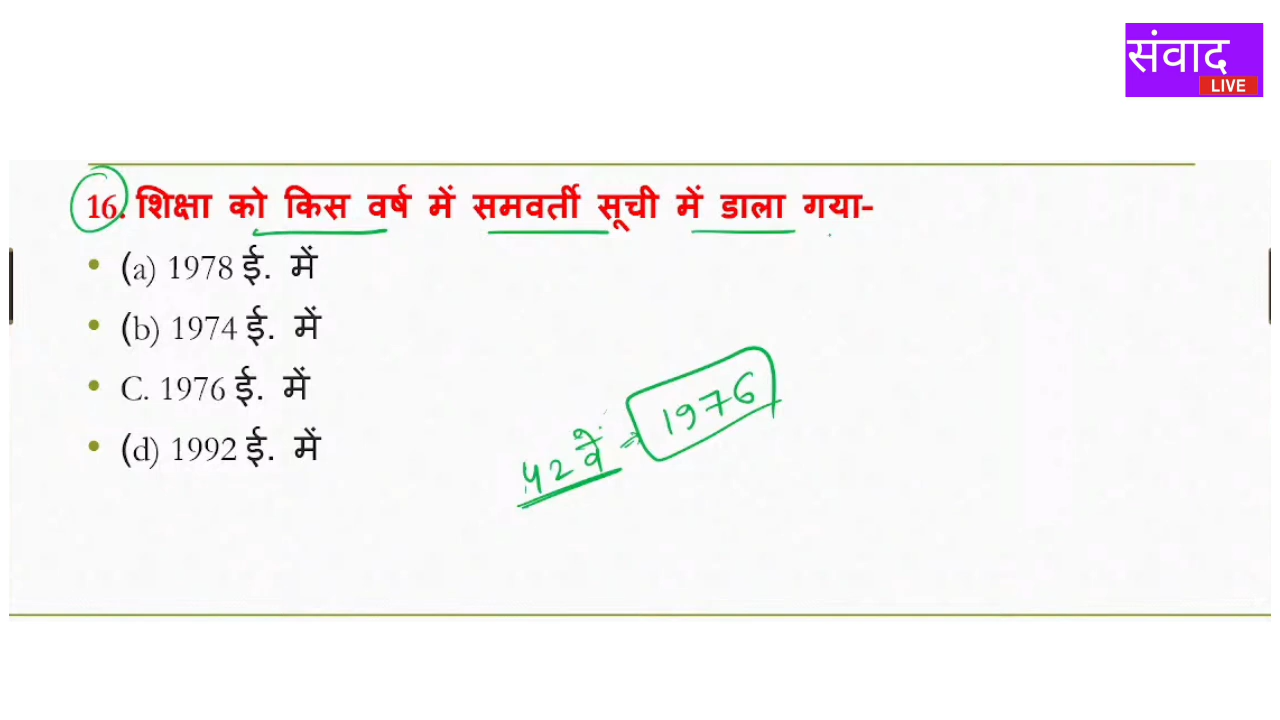 संवाद
LIVE
16. शिक्षा को किस वर्ष में समवर्ती सूची में डाला गया-
• (a) 1978 ई. में
• (b) 1974 ई. में
• C. 1976 ई. में
• (d) 1992 ई. में
42वें ⇒ 1976